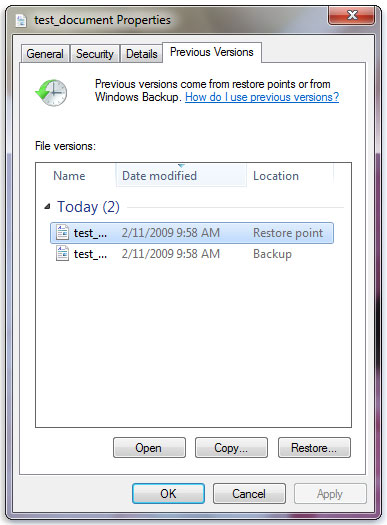 test_document Properties
General Security Details Previous Versions
Previous versions come from restore points or from
Windows Backup. How do I use previous versions?
File versions:
Name Date modified Location
Today (2)
test_... 2/11/2009 9:58 AM Restore point
test_... 2/11/2009 9:58 AM Backup
Open Copy... Restore...
OK Cancel Apply